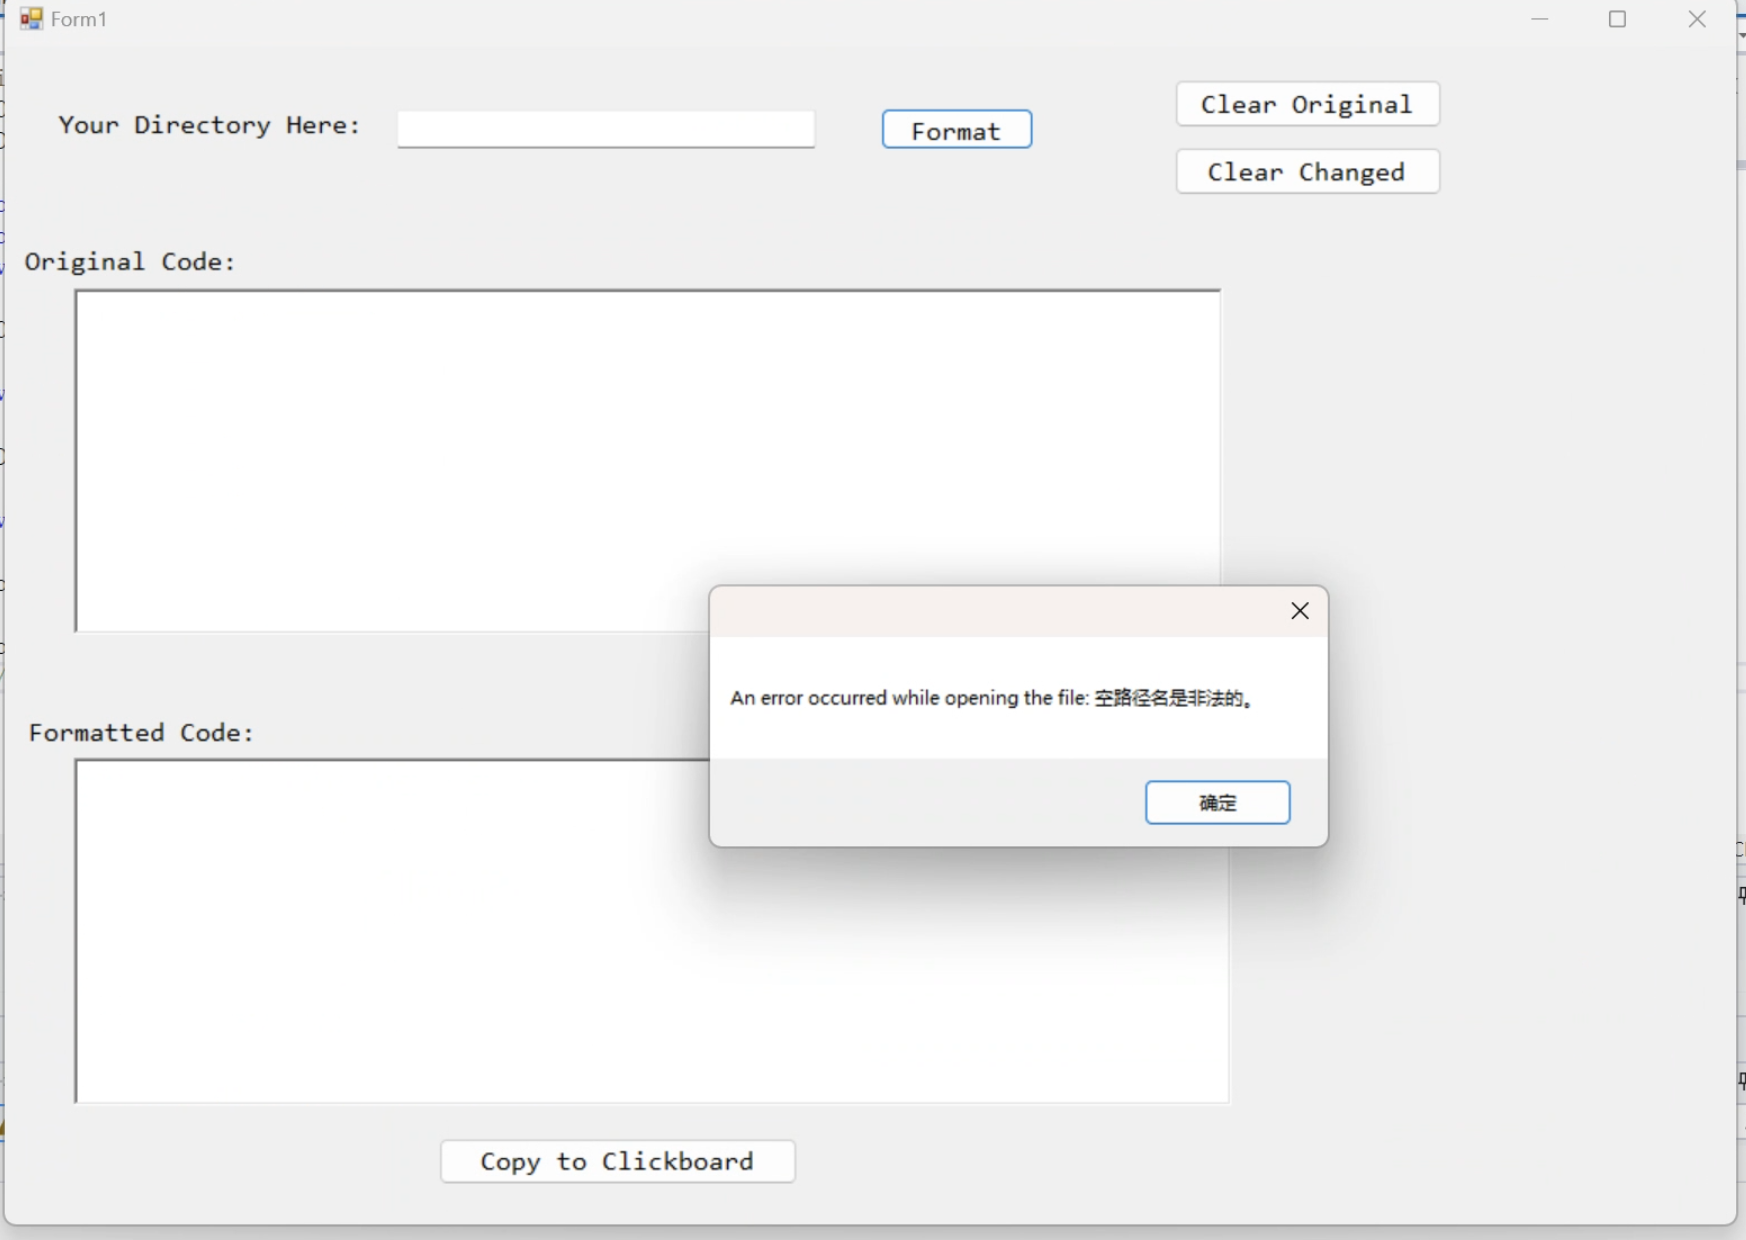 Form1
Your Directory Here:
Format
Clear Original
Clear Changed
Original Code:
An error occurred while opening the file: 空路径名是非法的。
确定
Formatted Code:
Copy to Clickboard